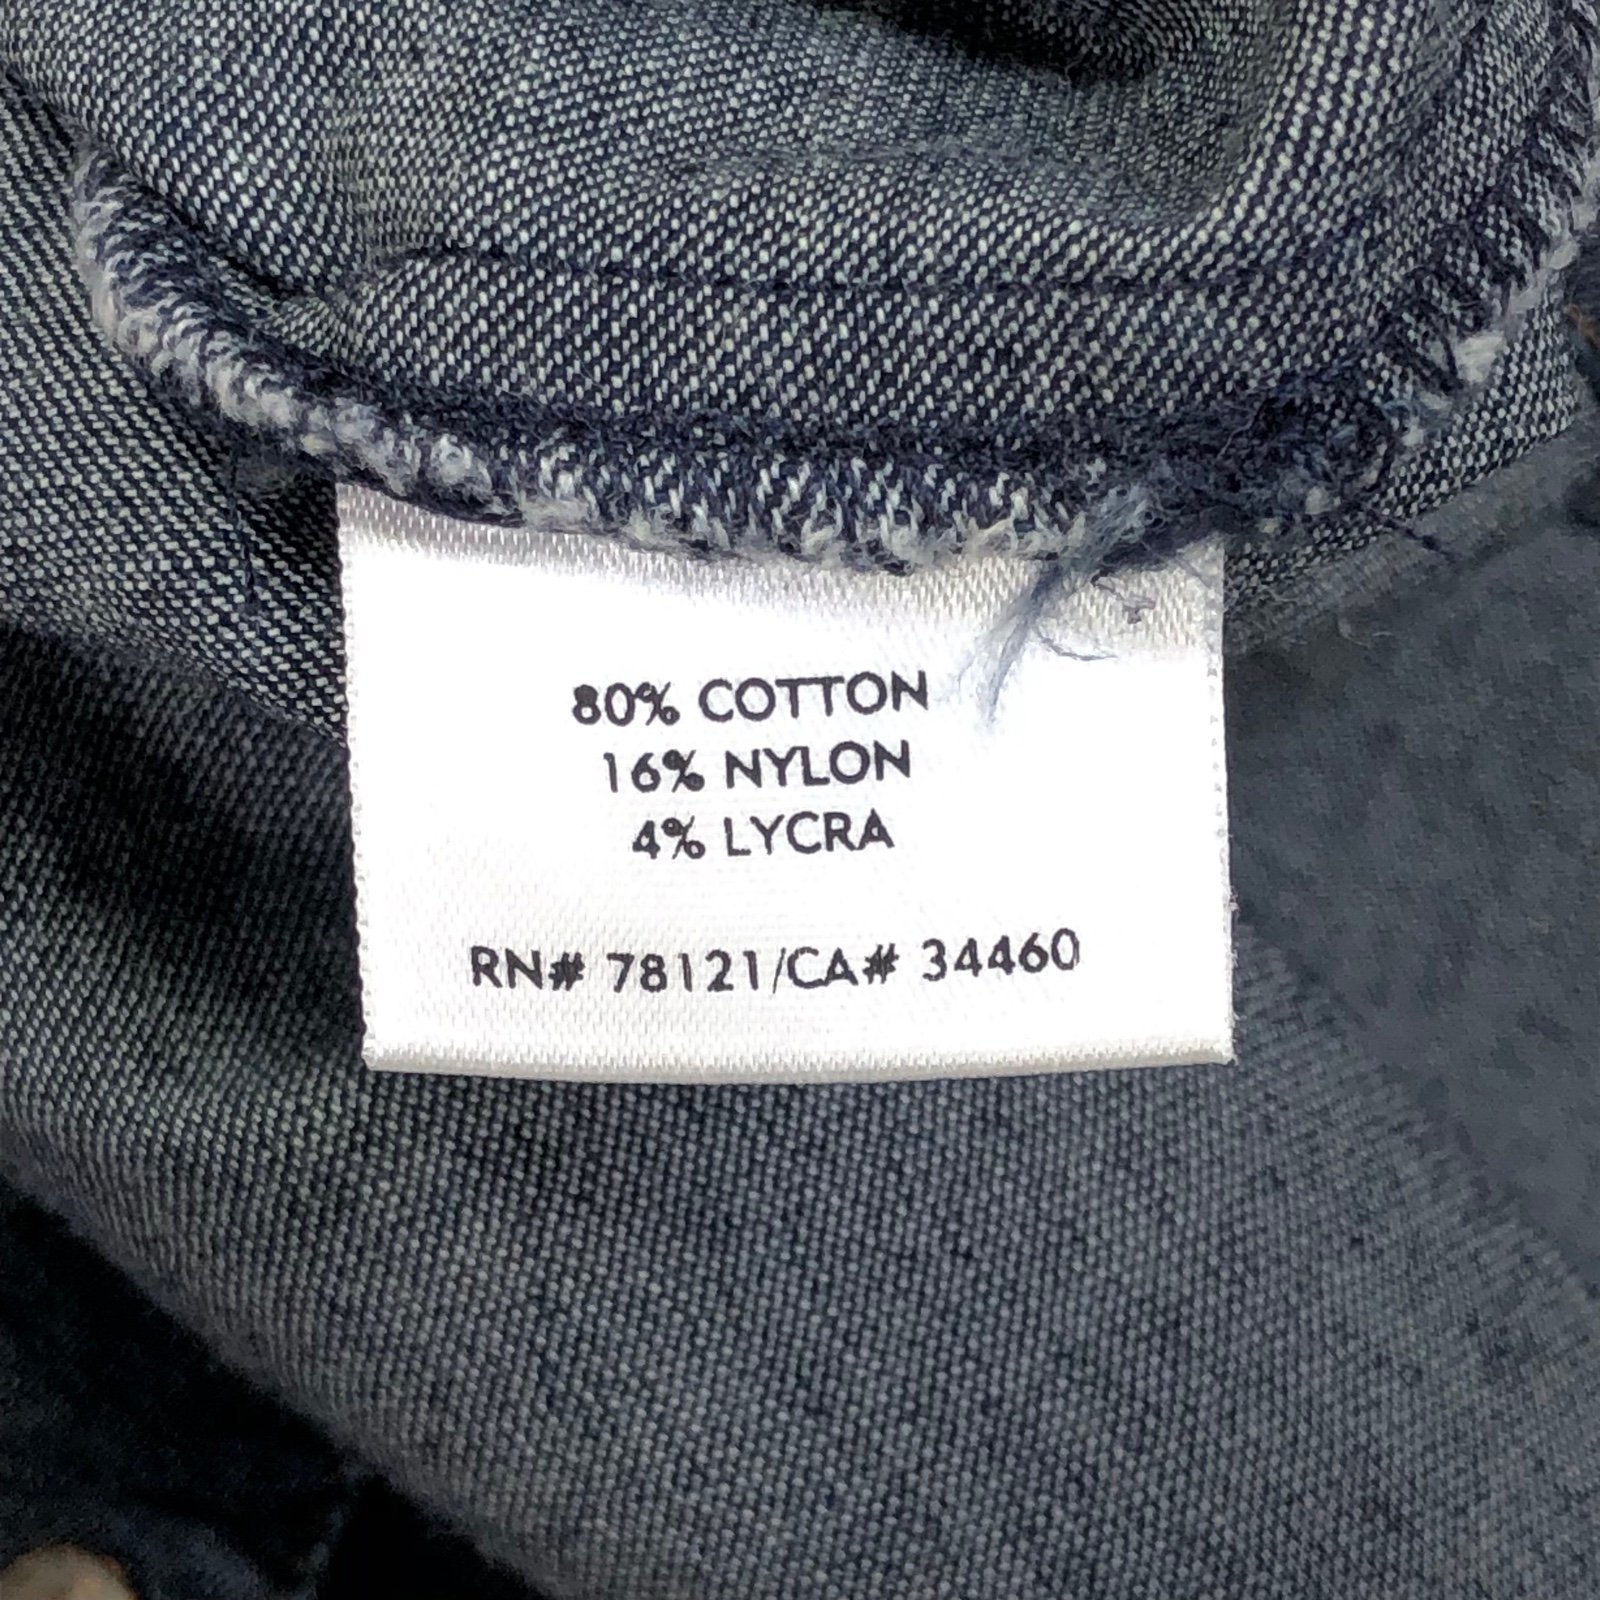 80% COTTON
16% NYLON
4% LYCRA
RN# 78121/CA# 34460